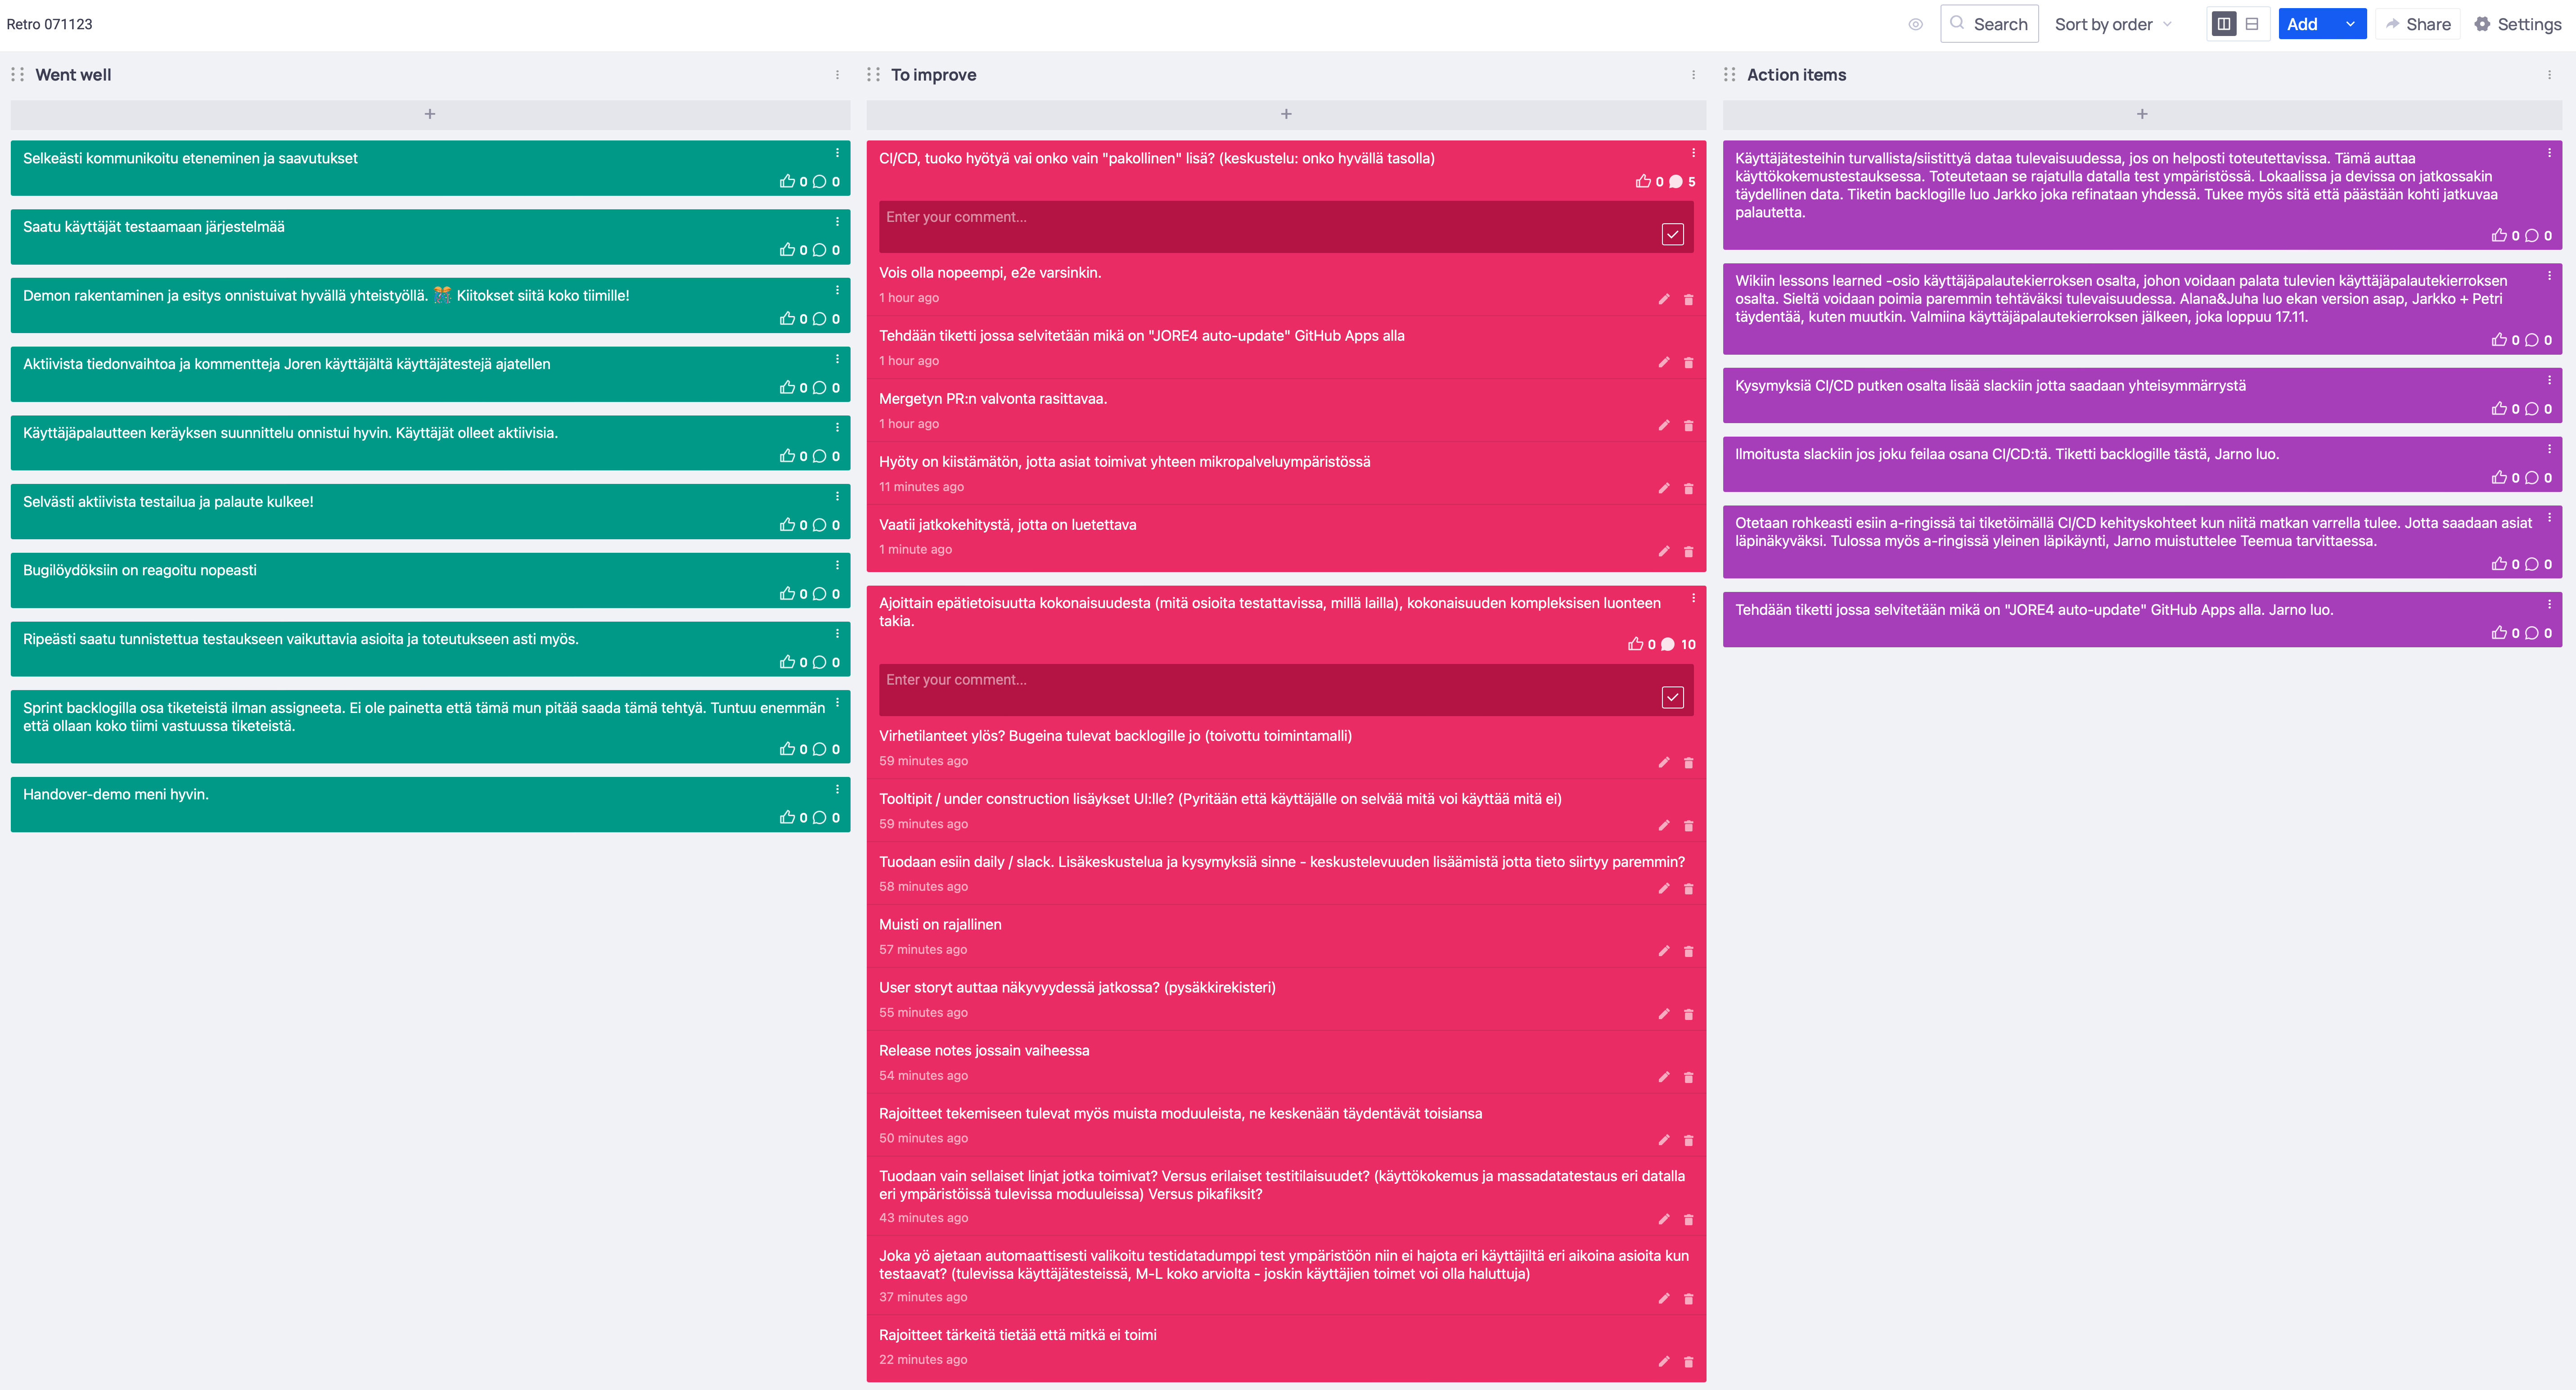 Retro 071123
Search
Sort by order
Add
Share
Settings
Went well
+
Selkeästi kommunikoitu eteneminen ja saavutukset
0 0
Saatu käyttäjät testaamaan järjestelmää
0 0
Demon rakentaminen ja esitys onnistuivat hyvällä yhteistyöllä. 🎊 Kiitokset siitä koko tiimille!
0 0
Aktiivista tiedonvaihtoa ja kommentteja Joren käyttäjältä käyttäjätestejä ajatellen
0 0
Käyttäjäpalautteen keräyksen suunnittelu onnistui hyvin. Käyttäjät olleet aktiivisia.
0 0
Selvästi aktiivista testailua ja palaute kulkee!
0 0
Bugilöydöksiin on reagoitu nopeasti
0 0
Ripeästi saatu tunnistettua testaukseen vaikuttavia asioita ja toteutukseen asti myös.
0 0
Sprint backlogilla osa tiketeistä ilman assigneeta. Ei ole painetta että tämä mun pitää saada tämä tehtyä. Tuntuu enemmän
että ollaan koko tiimi vastuussa tiketeistä.
0 0
Handover-demo meni hyvin.
0 0
To improve
+
CI/CD, tuoko hyötyä vai onko vain "pakollinen" lisä? (keskustelu: onko hyvällä tasolla)
0 5
Enter your comment...
Vois olla nopeempi, e2e varsinkin.
1 hour ago
Tehdään tiketti jossa selvitetään mikä on "JORE4 auto-update" GitHub Apps alla
1 hour ago
Mergetyn PR:n valvonta rasittavaa.
1 hour ago
Hyöty on kiistämätön, jotta asiat toimivat yhteen mikropalveluympäristössä
11 minutes ago
Vaatii jatkokehitystä, jotta on luetettava
1 minute ago
Ajoittain epätietoisuutta kokonaisuudesta (mitä osioita testattavissa, millä lailla), kokonaisuuden kompleksisen luonteen
takia.
0 10
Enter your comment...
Virhetilanteet ylös? Bugeina tulevat backlogille jo (toivottu toimintamalli)
59 minutes ago
Tooltipit / under construction lisäykset UI:lle? (Pyritään että käyttäjälle on selvää mitä voi käyttää mitä ei)
59 minutes ago
Tuodaan esiin daily / slack. Lisäkeskustelua ja kysymyksiä sinne - keskustelevuuden lisäämistä jotta tieto siirtyy paremmin?
58 minutes ago
Muisti on rajallinen
57 minutes ago
User storyt auttaa näkyvyydessä jatkossa? (pysäkkirekisteri)
55 minutes ago
Release notes jossain vaiheessa
54 minutes ago
Rajoitteet tekemiseen tulevat myös muista moduuleista, ne keskenään täydentävät toisiansa
50 minutes ago
Tuodaan vain sellaiset linjat jotka toimivat? Versus erilaiset testitilaisuudet? (käyttökokemus ja massadatatestaus eri datalla
eri ympäristöissä tulevissa moduuleissa) Versus pikafiksit?
43 minutes ago
Joka yö ajetaan automaattisesti valikoitu testidatadumppi test ympäristöön niin ei hajota eri käyttäjiltä eri aikoina asioita kun
testaavat? (tulevissa käyttäjätesteissä, M-L koko arviolta - joskin käyttäjien toimet voi olla haluttuja)
37 minutes ago
Rajoitteet tärkeitä tietää että mitkä ei toimi
22 minutes ago
Action items
+
Käyttäjätesteihin turvallista/siistittyä dataa tulevaisuudessa, jos on helposti toteutettavissa. Tämä auttaa
käyttökokemustestauksessa. Toteutetaan se rajatulla datalla test ympäristössä. Lokaalissa ja devissa on jatkossakin
täydellinen data. Tiketin backlogille luo Jarkko joka refinataan yhdessä. Tukee myös sitä että päästään kohti jatkuvaa
palautetta.
0 0
Wikiin lessons learned -osio käyttäjäpalautekierroksen osalta, johon voidaan palata tulevien käyttäjäpalautekierroksen
osalta. Sieltä voidaan poimia paremmin tehtäväksi tulevaisuudessa. Alana&Juha luo ekan version asap, Jarkko + Petri
täydentää, kuten muutkin. Valmiina käyttäjäpalautekierroksen jälkeen, joka loppuu 17.11.
0 0
Kysymyksiä CI/CD putken osalta lisää slackiin jotta saadaan yhteisymmärrystä
0 0
Ilmoitusta slackiin jos joku feilaa osana CI/CD:tä. Tiketti backlogille tästä, Jarno luo.
0 0
Otetaan rohkeasti esiin a-ringissä tai tiketöimällä CI/CD kehityskohteet kun niitä matkan varrella tulee. Jotta saadaan asiat
läpinäkyväksi. Tulossa myös a-ringissä yleinen läpikäynti, Jarno muistuttelee Teemua tarvittaessa.
0 0
Tehdään tiketti jossa selvitetään mikä on "JORE4 auto-update" GitHub Apps alla. Jarno luo.
0 0